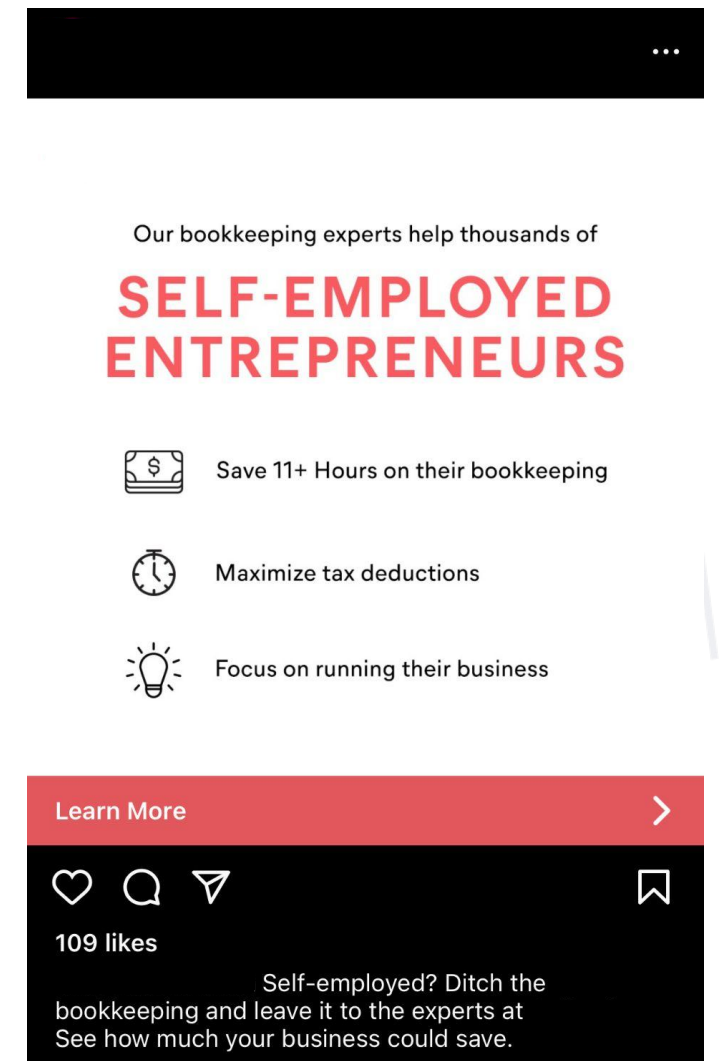 Our bookkeeping experts help thousands of
SELF-EMPLOYED
ENTREPRENEURS
$
Save 11+ Hours on their bookkeeping
Maximize tax deductions
Focus on running their business
Learn More
109 likes
Self-employed? Ditch the
bookkeeping and leave it to the experts at
See how much your business could save.